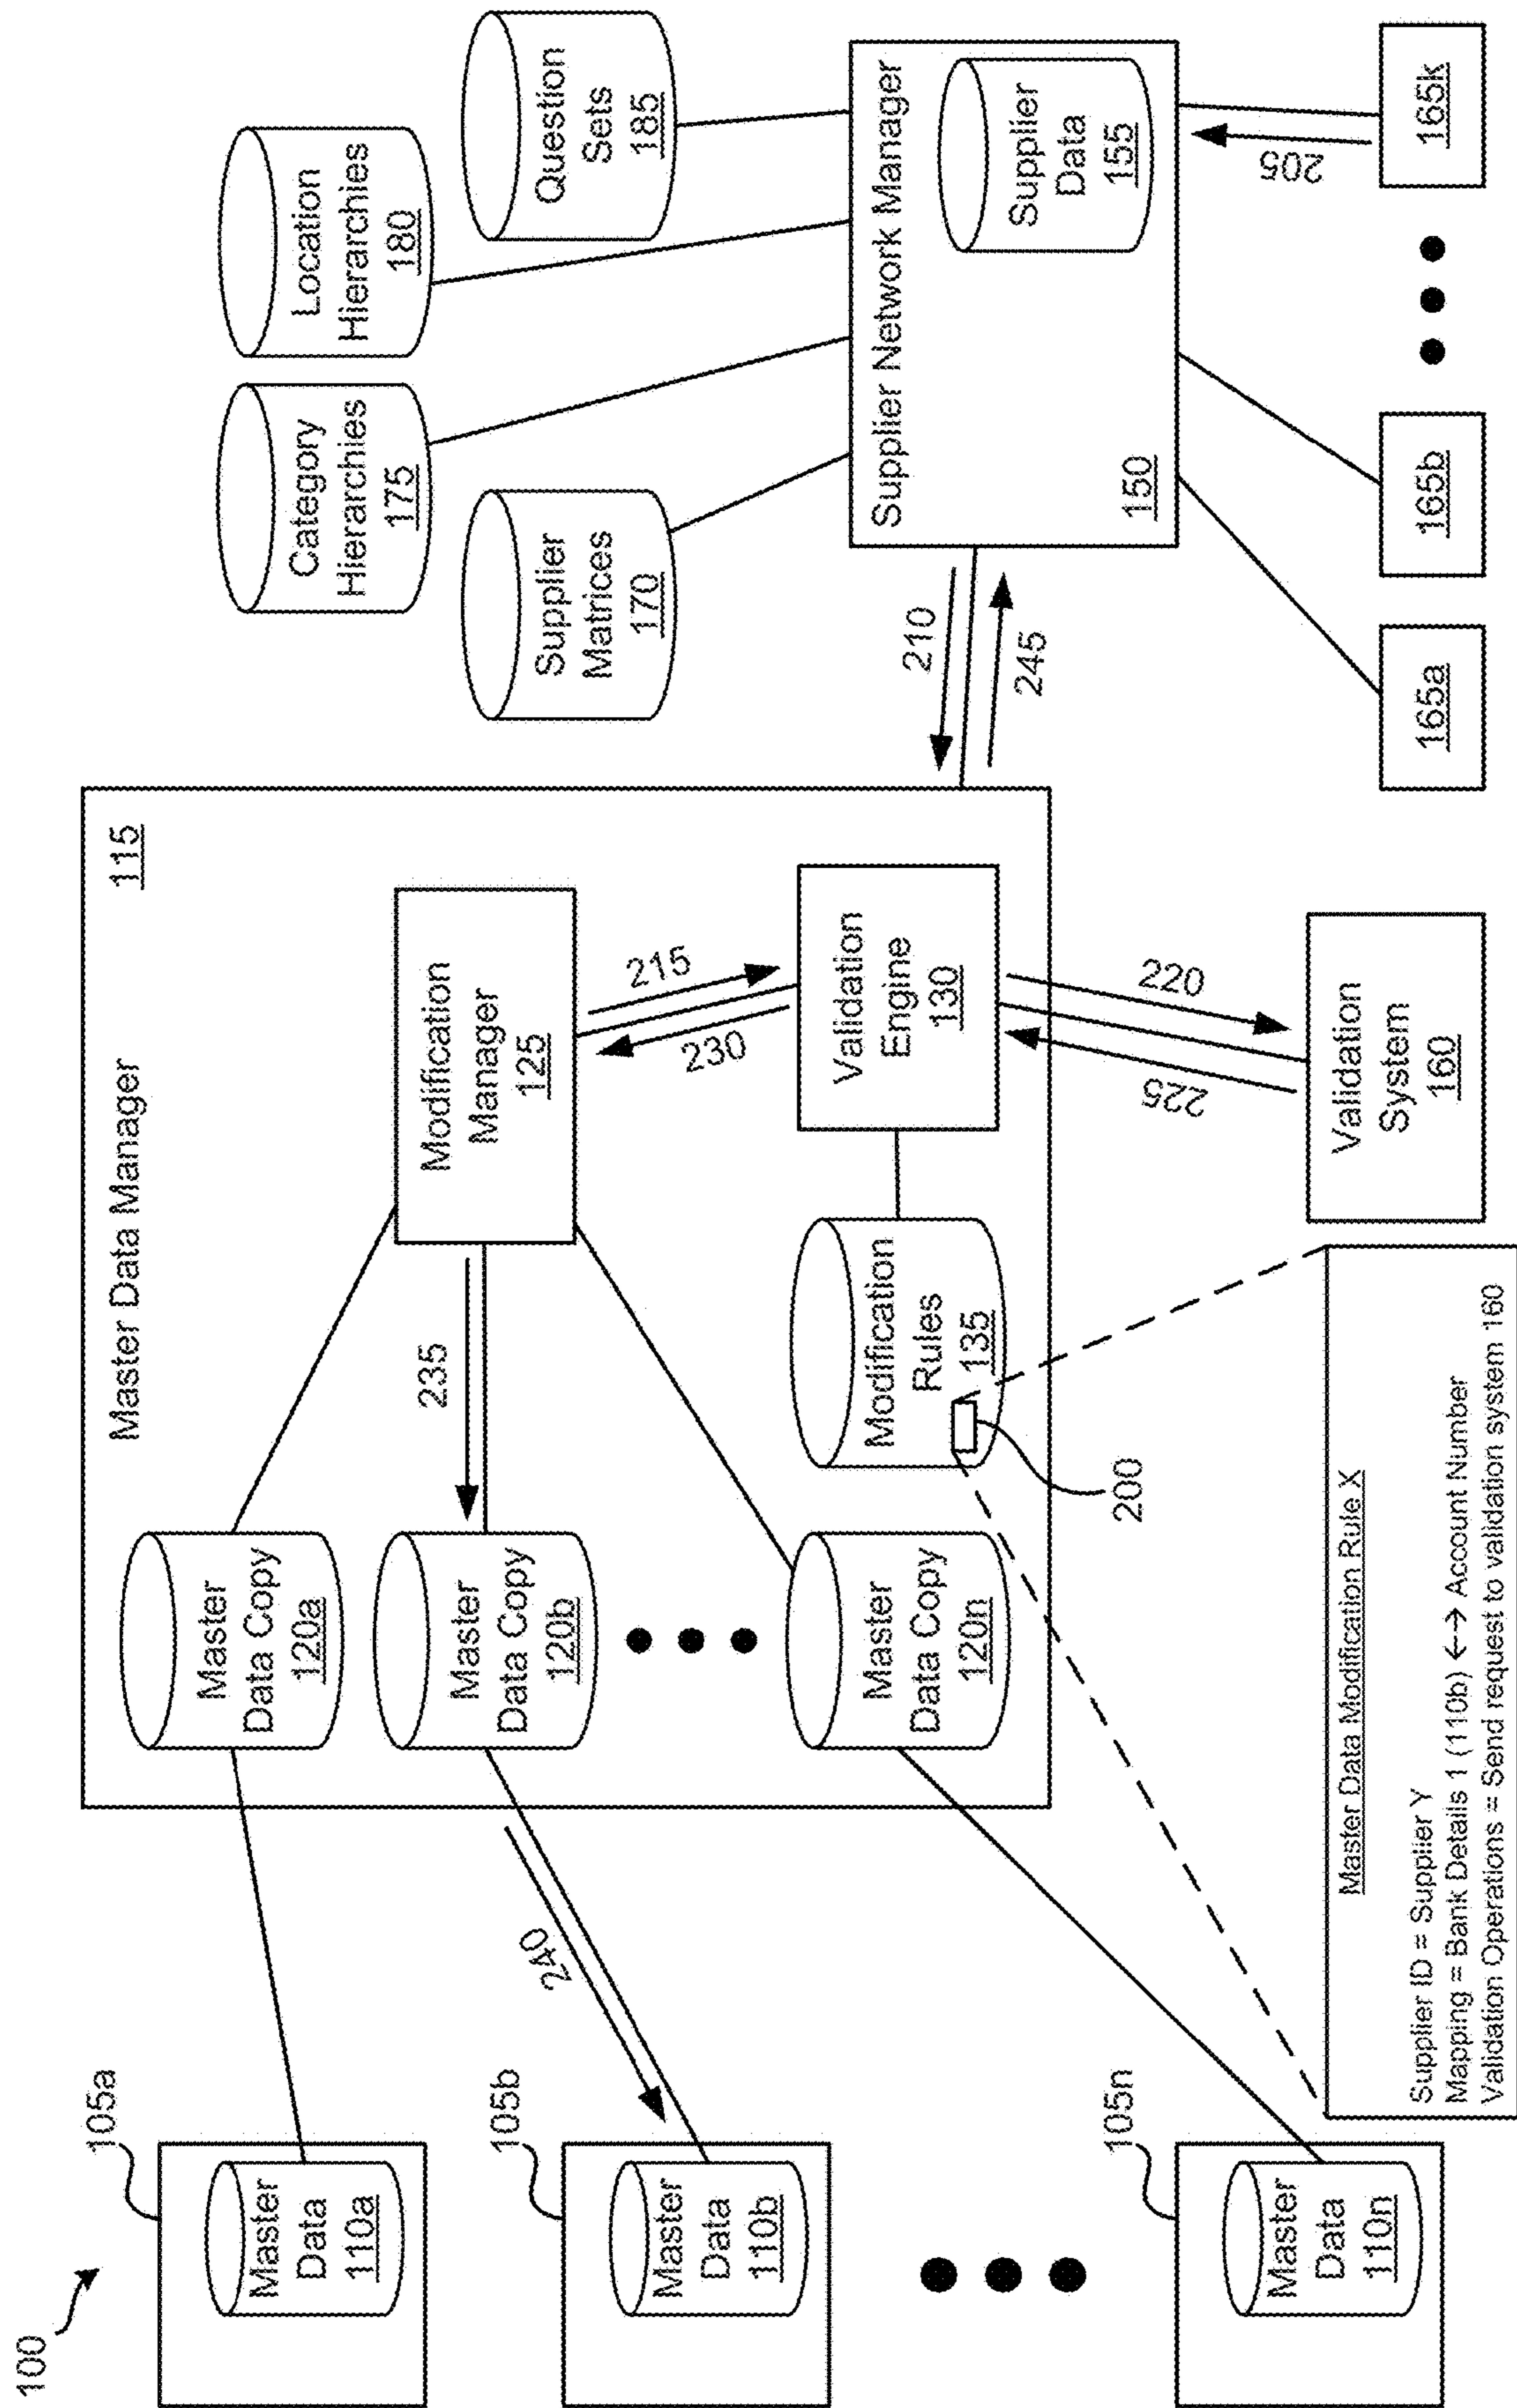 100
105a
Master
Data
110a
105b
Master
Data
110b
105n
Master
Data
110n
240
Master Data Manager
115
Master
Data Copy
120a
Master
Data Copy
120b
Master
Data Copy
120n
235
Modification
Manager
125
215
230
Validation
Engine
130
Modification
Rules
135
200
220
225
Validation
System
160
Master Data Modification Rule X
Supplier ID = Supplier Y
Mapping = Bank Details 1 (110b) ←→ Account Number
Validation Operations = Send request to validation system 160
210
245
Supplier
Matrices
170
Category
Hierarchies
175
Location
Hierarchies
180
Question
Sets
185
Supplier Network Manager
150
Supplier
Data
155
205
165a
165b
165k